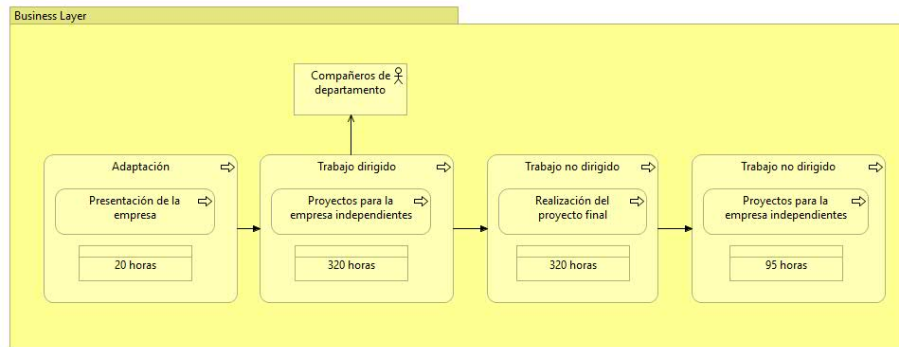 Business Layer
Compañeros de
departamento
Adaptación
Presentación de la
empresa
20 horas
Trabajo dirigido
Proyectos para la
empresa independientes
320 horas
Trabajo no dirigido
Realización del
proyecto final
320 horas
Trabajo no dirigido
Proyectos para la
empresa independientes
95 horas